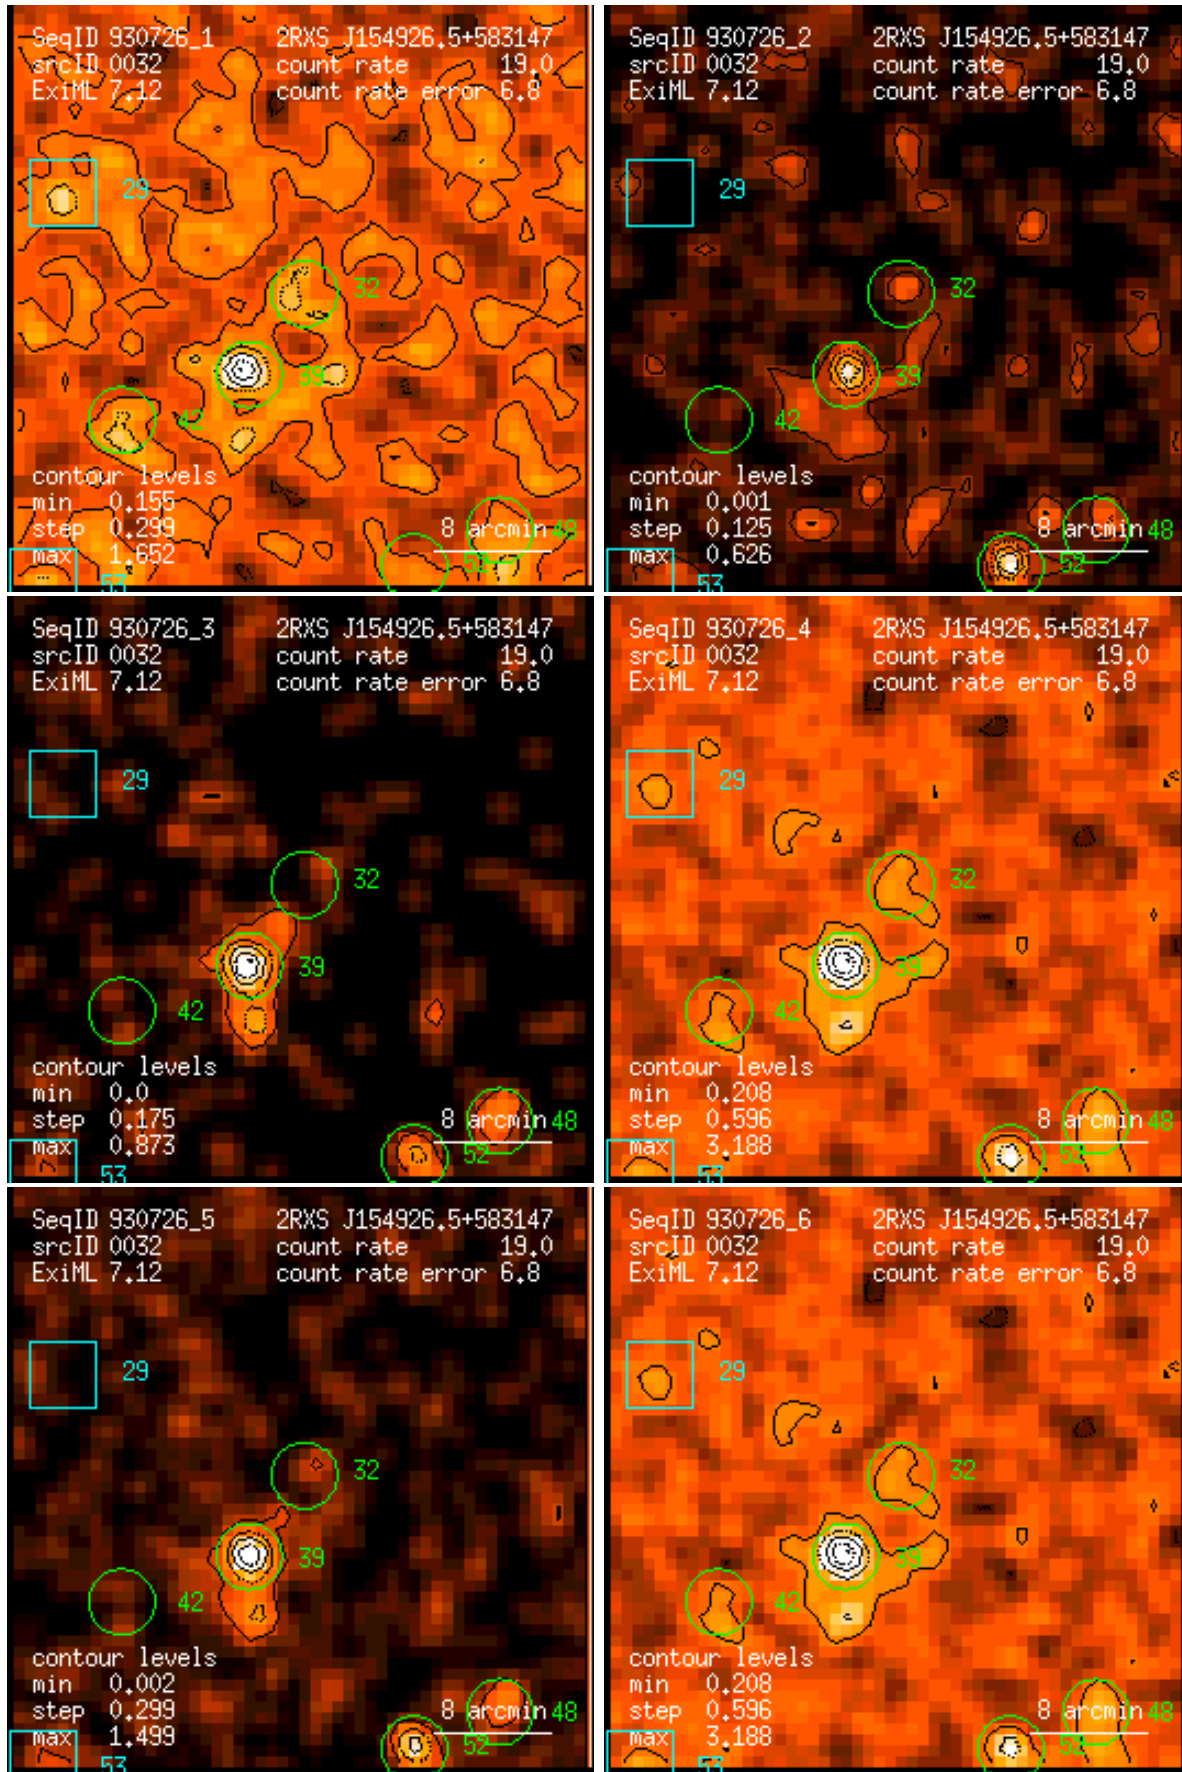 SeqID 930726_1 2RXS J154926.5+583147
srcID 0032 count rate 19.0
ExiML 7.12 count rate error 6.8
29
32
39
42
contour levels
min 0.155
step 0.299 8 arcmin 48
max 1.652 52
53
SeqID 930726_2 2RXS J154926.5+583147
srcID 0032 count rate 19.0
ExiML 7.12 count rate error 6.8
29
32
39
42
contour levels
min 0.001
step 0.125 8 arcmin 48
max 0.626 52
53
SeqID 930726_3 2RXS J154926.5+583147
srcID 0032 count rate 19.0
ExiML 7.12 count rate error 6.8
29
32
39
42
contour levels
min 0.0
step 0.175 8 arcmin 48
max 0.873 52
53
SeqID 930726_4 2RXS J154926.5+583147
srcID 0032 count rate 19.0
ExiML 7.12 count rate error 6.8
29
32
39
42
contour levels
min 0.208
step 0.596 8 arcmin 48
max 3.188 52
53
SeqID 930726_5 2RXS J154926.5+583147
srcID 0032 count rate 19.0
ExiML 7.12 count rate error 6.8
29
32
39
42
contour levels
min 0.002
step 0.299 8 arcmin 48
max 1.499 52
53
SeqID 930726_6 2RXS J154926.5+583147
srcID 0032 count rate 19.0
ExiML 7.12 count rate error 6.8
29
32
39
42
contour levels
min 0.208
step 0.596 8 arcmin 48
max 3.188 52
53